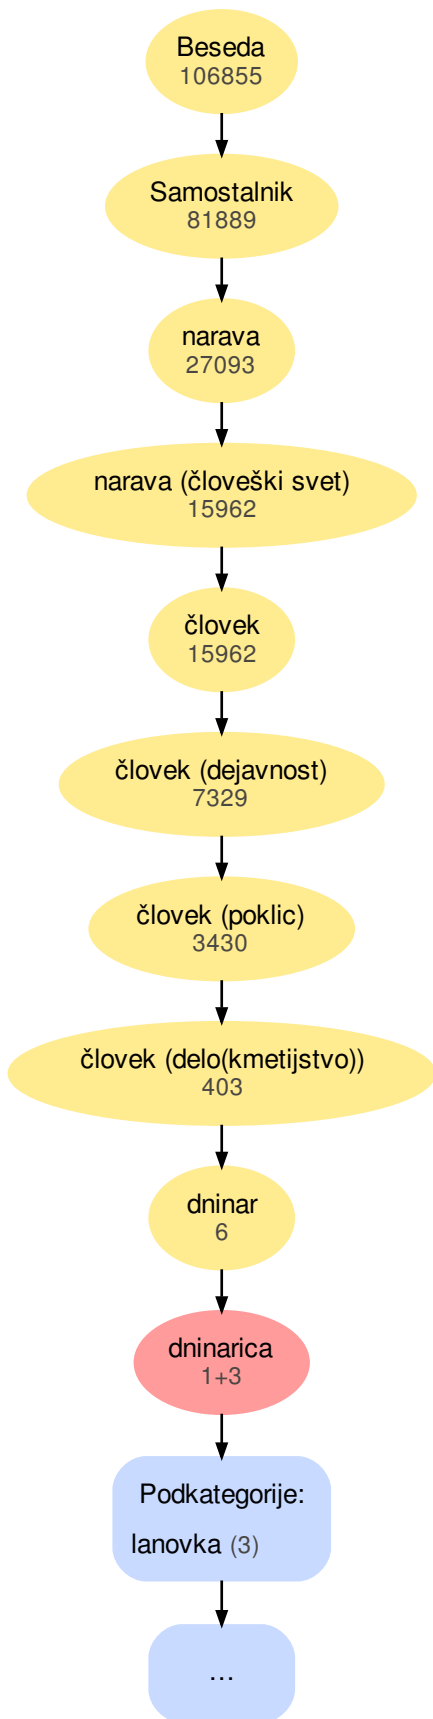 Beseda
106855
Samostalnik
81889
narava
27093
narava (človeški svet)
15962
človek
15962
človek (dejavnost)
7329
človek (poklic)
3430
človek (delo(kmetijstvo))
403
dninar
6
dninarica
1+3
Podkategorije:
lanovka (3)
...